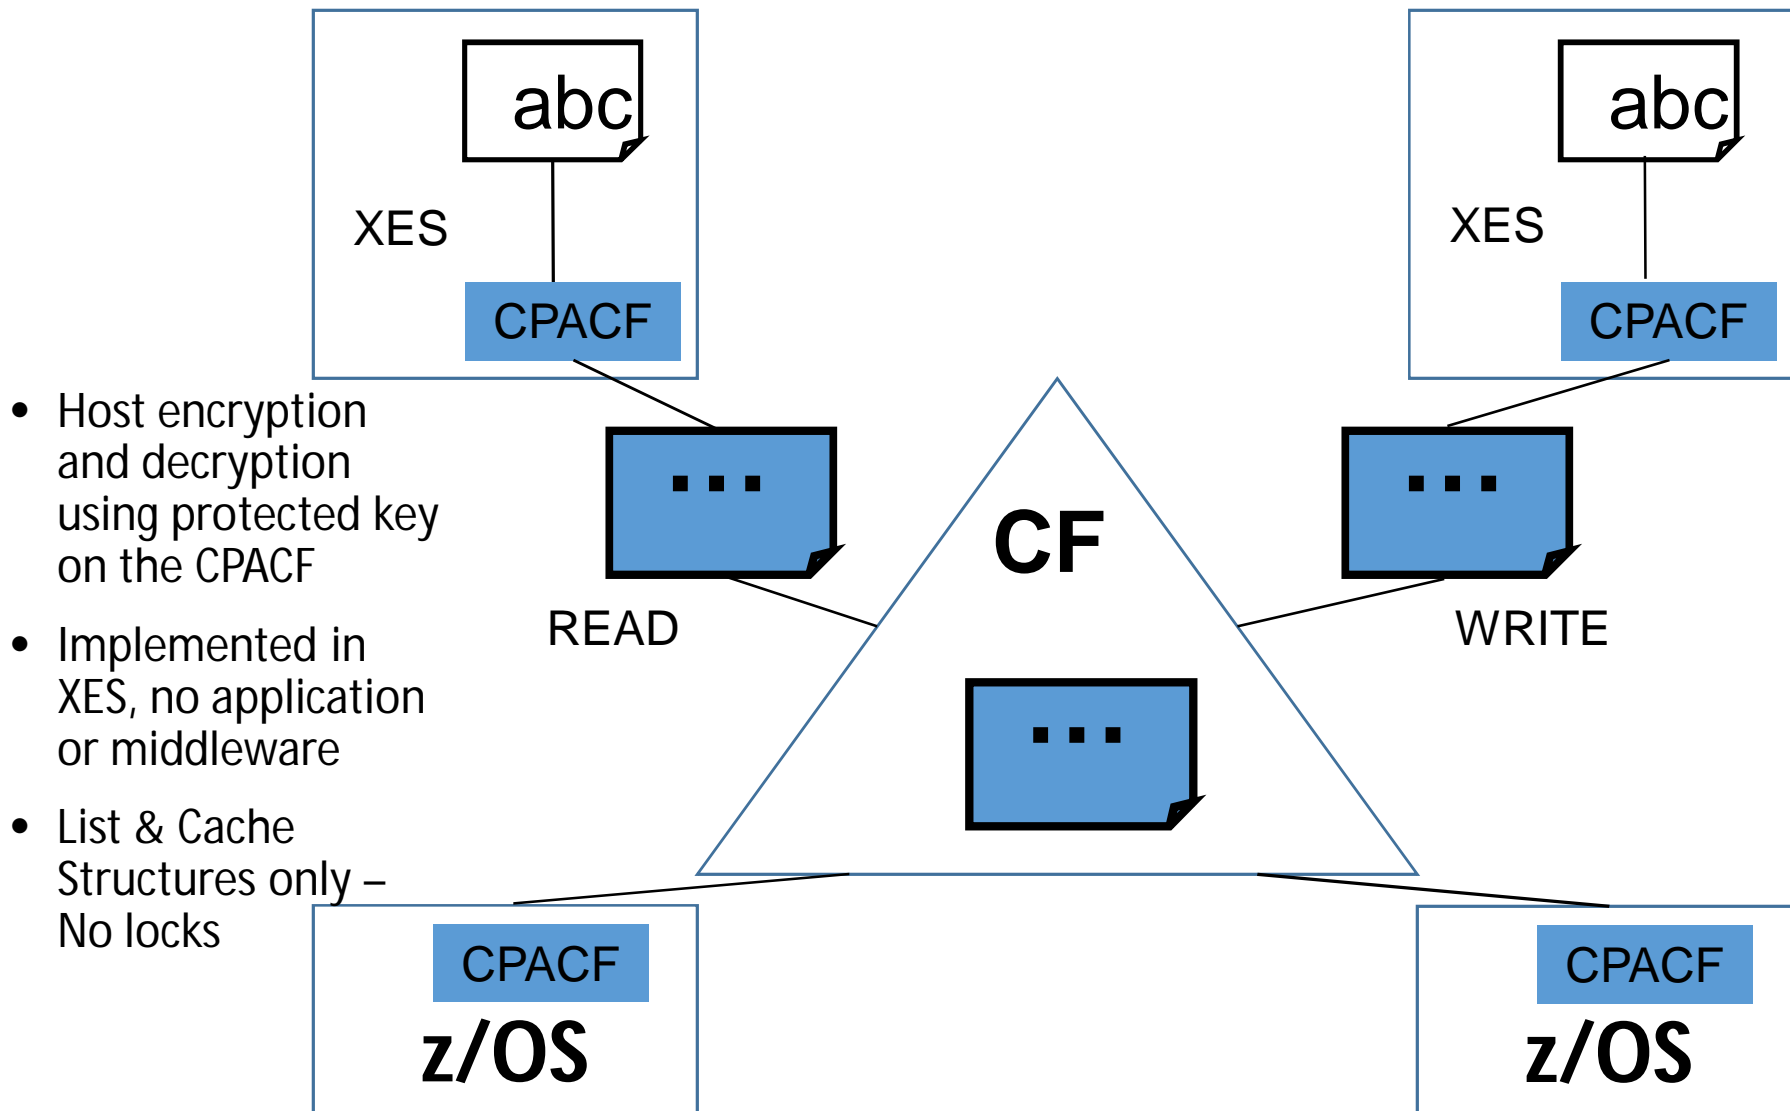 abc
abc
XES
XES
CPACF
CPACF
• Host encryption
and decryption
using protected key
on the CPACF
...
...
CF
READ
WRITE
• Implemented in
XES, no application
or middleware
...
• List & Cache
Structures only –
No locks
CPACF
CPACF
z/OS
z/OS